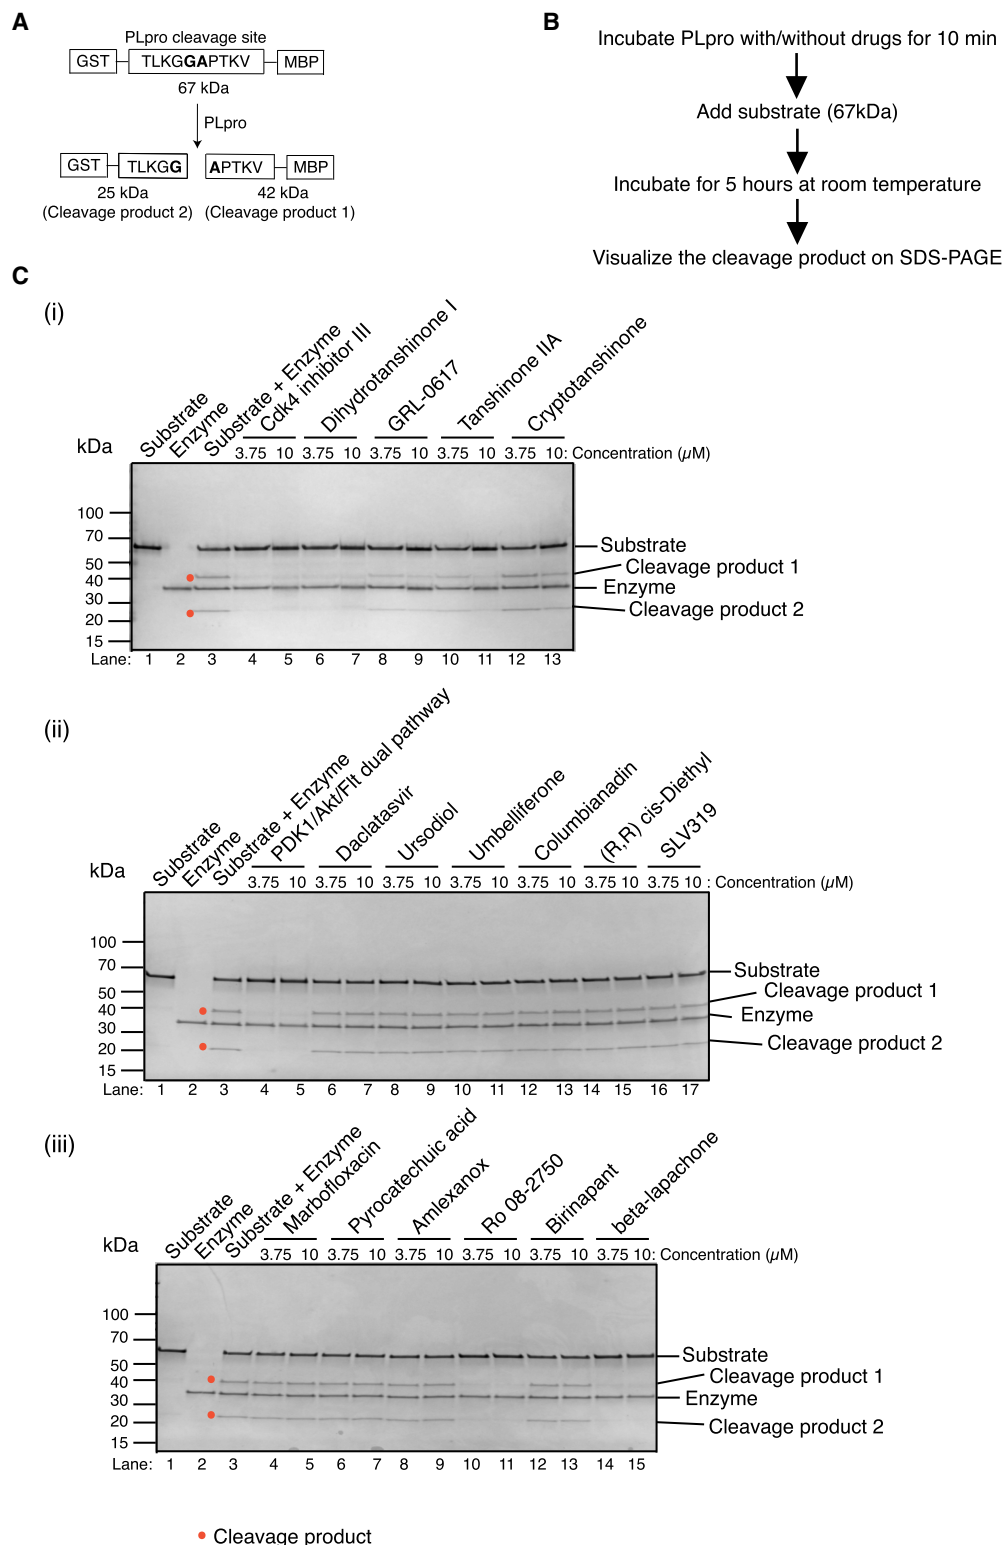 A
PLpro cleavage site
GST TLKGGAPTKV MBP
67 kDa
PLpro
GST TLKGG APTKV MBP
25 kDa 42 kDa
(Cleavage product 2) (Cleavage product 1)
B
Incubate PLpro with/without drugs for 10 min
Add substrate (67kDa)
Incubate for 5 hours at room temperature
Visualize the cleavage product on SDS-PAGE
C
(i)
Substrate
Enzyme
Substrate + Enzyme
Cdk4 inhibitor III
Dihydrotanshinone I
GRL-0617
Tanshinone IIA
Cryptotanshinone
kDa
3.75 10 3.75 10 3.75 10 3.75 10 3.75 10 : Concentration (µM)
100
70
50
40
30
20
15
Substrate
Cleavage product 1
Enzyme
Cleavage product 2
Lane: 1 2 3 4 5 6 7 8 9 10 11 12 13
(ii)
Substrate
Enzyme
Substrate + Enzyme
PDK1/Akt/Flt dual pathway
Daclatasvir
Ursodiol
Umbelliferone
Columbianadin
(R,R) cis-Diethyl
SLV319
kDa
3.75 10 3.75 10 3.75 10 3.75 10 3.75 10 3.75 10 3.75 10 : Concentration (µM)
100
70
50
40
30
20
15
Substrate
Cleavage product 1
Enzyme
Cleavage product 2
Lane: 1 2 3 4 5 6 7 8 9 10 11 12 13 14 15 16 17
(iii)
Substrate
Enzyme
Substrate + Enzyme
Marbofloxacin
Pyrocatechuic acid
Amlexanox
Ro 08-2750
Birinapant
beta-lapachone
kDa
3.75 10 3.75 10 3.75 10 3.75 10 3.75 10 3.75 10 : Concentration (µM)
100
70
50
40
30
20
15
Substrate
Cleavage product 1
Enzyme
Cleavage product 2
Lane: 1 2 3 4 5 6 7 8 9 10 11 12 13 14 15
Cleavage product